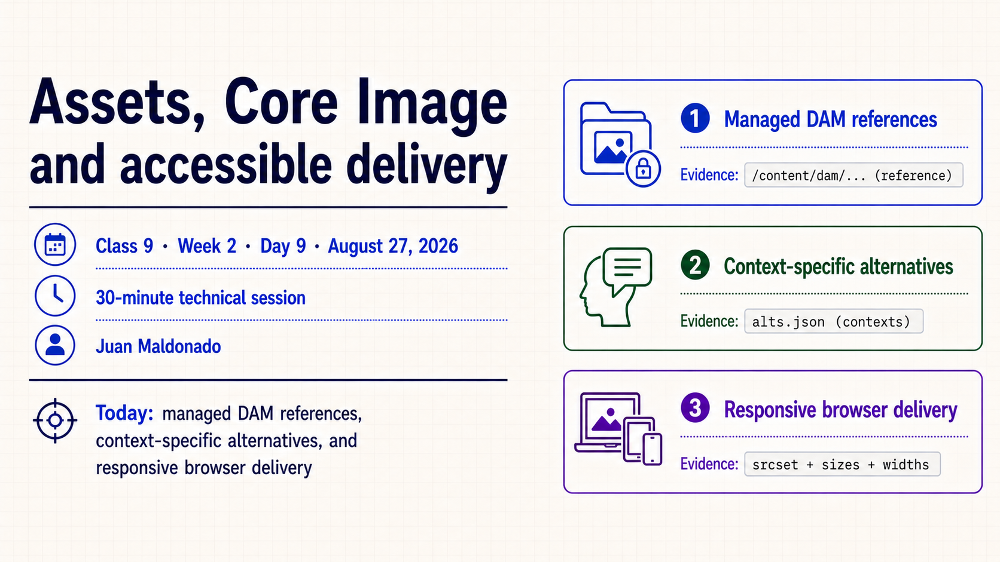 Assets, Core Image
and accessible delivery
Class 9 • Week 2 • Day 9 • August 27, 2026
30-minute technical session
Juan Maldonado
Today: managed DAM references,
context-specific alternatives, and
responsive browser delivery
1 Managed DAM references
Evidence: /content/dam/... (reference)
2 Context-specific alternatives
Evidence: alts.json (contexts)
3 Responsive browser delivery
Evidence: srcset + sizes + widths